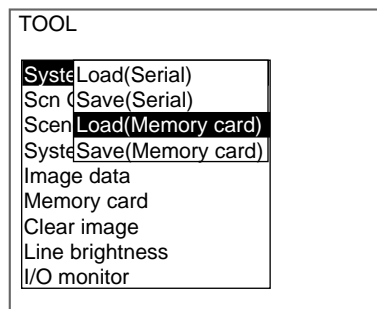 TOOL
Syste Load(Serial)
Scn Save(Serial)
Scen Load(Memory card)
Syste Save(Memory card)
Image data
Memory card
Clear image
Line brightness
I/O monitor